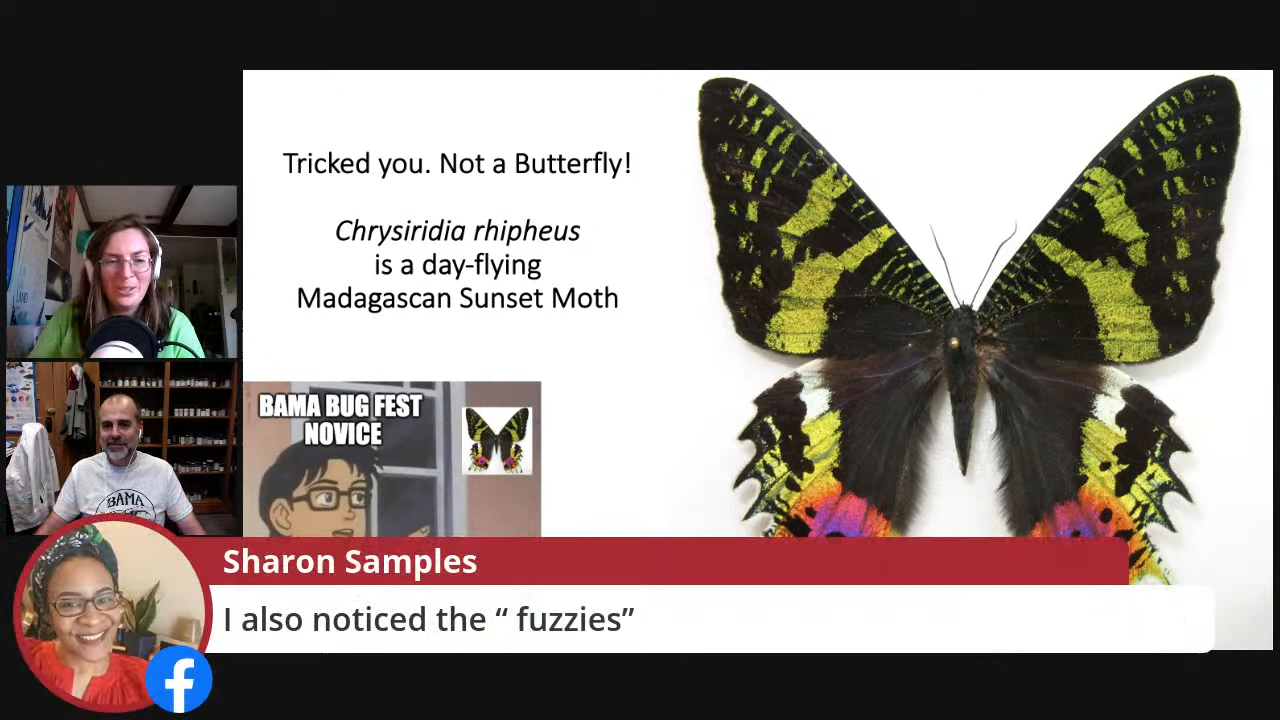 Tricked you. Not a Butterfly!
Chrysiridia rhipheus
is a day-flying
Madagascan Sunset Moth
BAMA BUG FEST
NOVICE
LAND
BAMA
Sharon Samples
I also noticed the “ fuzzies”